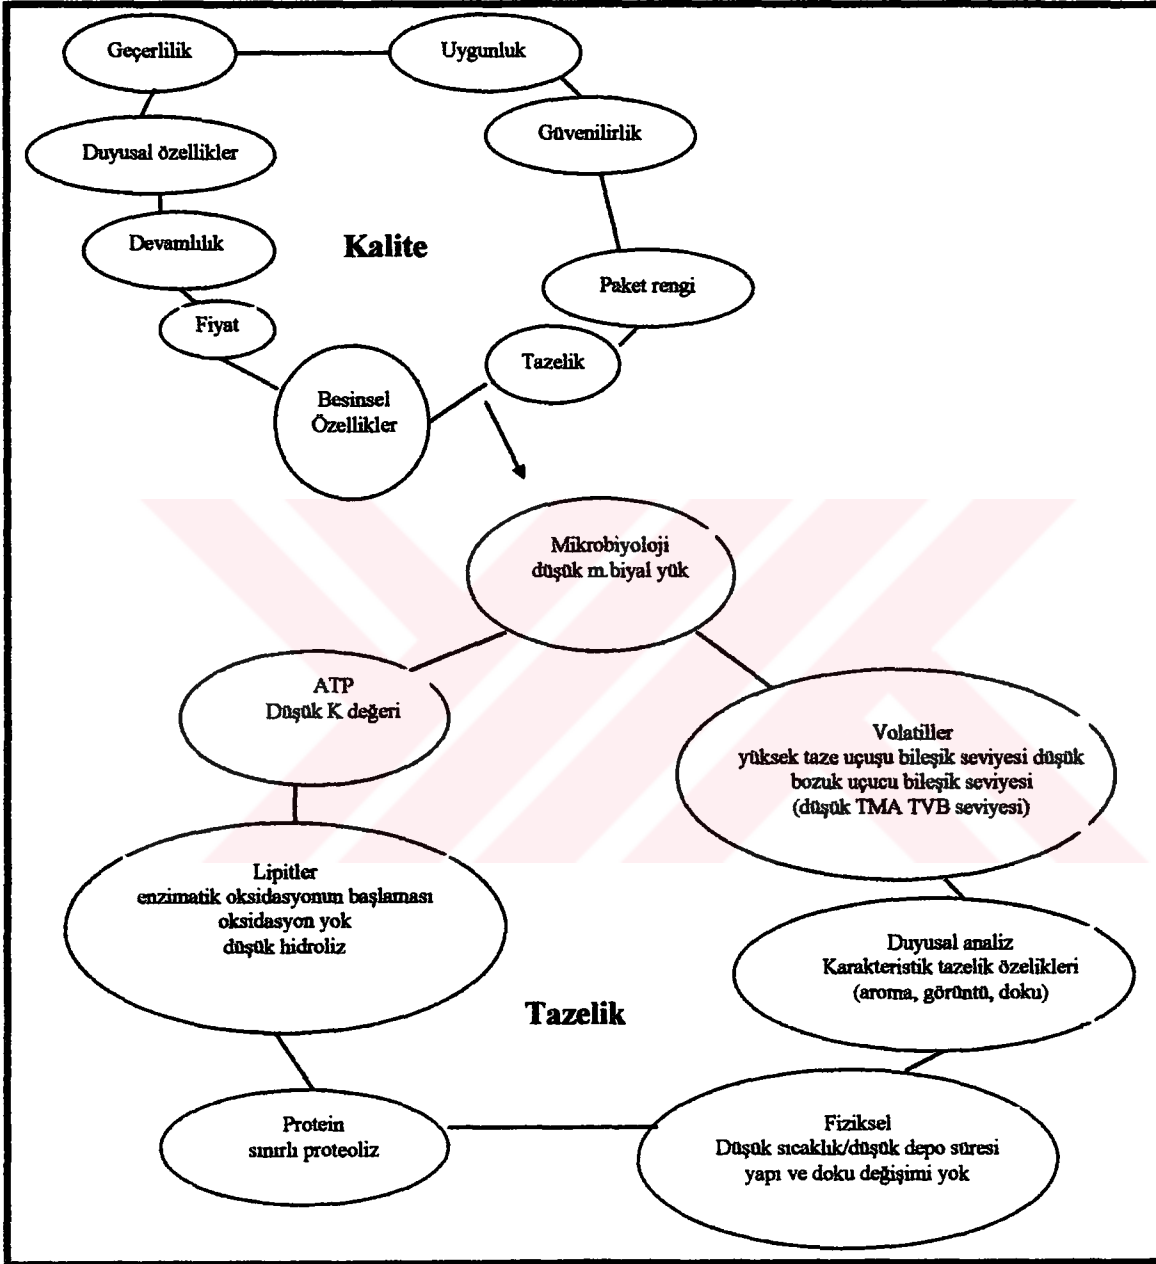 Geçerlilik
Uygunluk
Güvenilirlik
Duyusal özellikler
Devamlılık
Kalite
Paket rengi
Fiyat
Tazelik
Besinsel
Özellikler
Mikrobiyoloji
düşük m.biyal yük
ATP
Düşük K değeri
Volatiller
yüksek taze uçuşu bileşik seviyesi düşük
bozuk uçucu bileşik seviyesi
(düşük TMA TVB seviyesi)
Lipitler
enzimatik oksidasyonun başlaması
oksidasyon yok
düşük hidroliz
Duyusal analiz
Karakteristik tazelik özelikleri
(aroma, görüntü, doku)
Tazelik
Protein
sınırlı proteoliz
Fiziksel
Düşük sıcaklık/düşük depo süresi
yapı ve doku değişimi yok